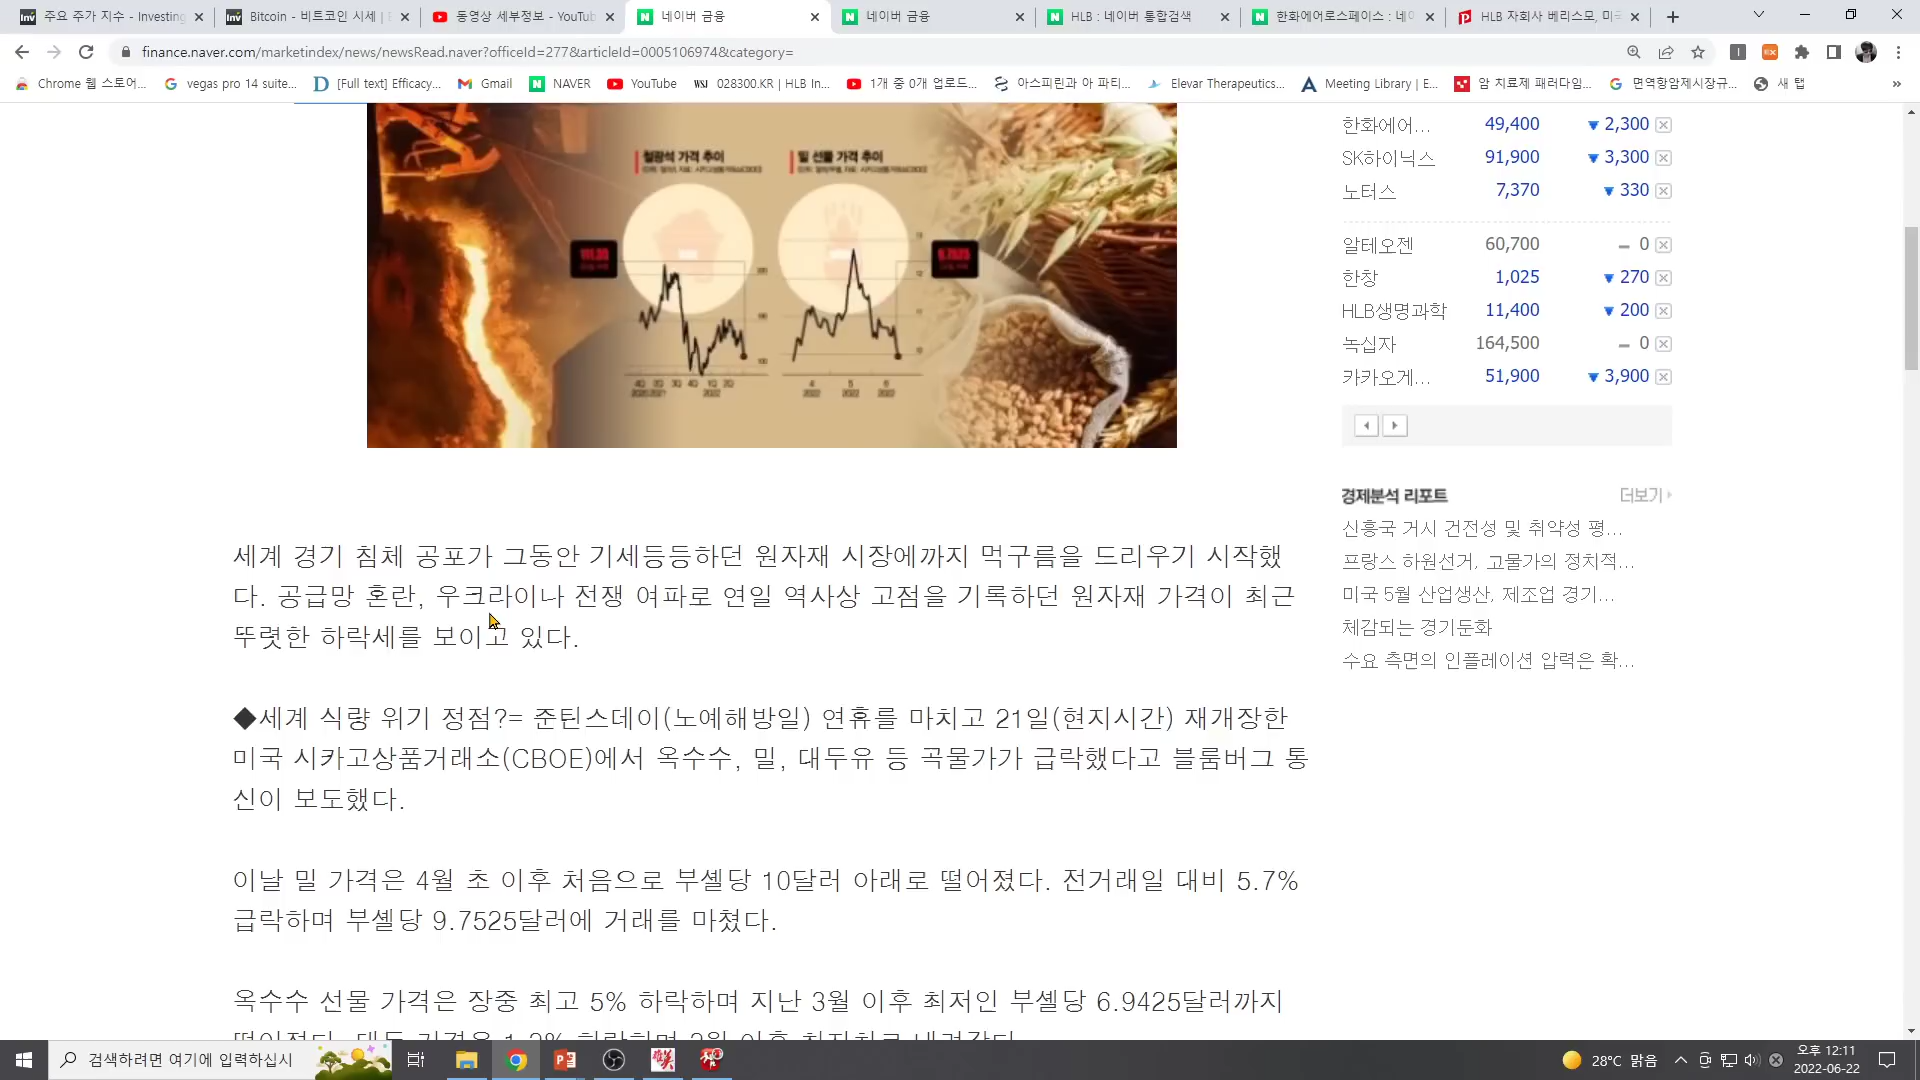 주요 주가 지수 - Investing
Bitcoin - 비트코인 시세 |
동영상 세부정보 - YouTub
네이버 금융
네이버 금융
HLB : 네이버 통합검색
한화에어로스페이스 : 네이
HLB 자회사 베리스모, 미국
finance.naver.com/marketindex/news/newsRead.naver?officeId=277&articleId=0005106974&category=
Chrome 웹 스토어...
vegas pro 14 suite...
[Full text] Efficacy...
Gmail
NAVER
YouTube
WSJ 028300.KR | HLB In...
1개 중 0개 업로드...
아스피린과 아 파티...
Elevar Therapeutics...
Meeting Library | E...
암 치료제 패러다임...
면역항암제시장규...
새 탭
철광석 가격 추이
밀 선물 가격 추이
111.35
9.7525
4Q 2Q 3Q 4Q 1Q 2Q
4 5 6
2022 2022 2022
한화에어... 49,400 ▼ 2,300
SK하이닉스 91,900 ▼ 3,300
노터스 7,370 ▼ 330
알테오젠 60,700 - 0
한창 1,025 ▼ 270
HLB생명과학 11,400 ▼ 200
녹십자 164,500 - 0
카카오게... 51,900 ▼ 3,900
경제분석 리포트 더보기
신흥국 거시 건전성 및 취약성 평...
프랑스 하원선거, 고물가의 정치적...
미국 5월 산업생산, 제조업 경기...
체감되는 경기둔화
수요 측면의 인플레이션 압력은 확...
세계 경기 침체 공포가 그동안 기세등등하던 원자재 시장에까지 먹구름을 드리우기 시작했
다. 공급망 혼란, 우크라이나 전쟁 여파로 연일 역사상 고점을 기록하던 원자재 가격이 최근
뚜렷한 하락세를 보이고 있다.
◆세계 식량 위기 정점?= 준틴스데이(노예해방일) 연휴를 마치고 21일(현지시간) 재개장한
미국 시카고상품거래소(CBOE)에서 옥수수, 밀, 대두유 등 곡물가가 급락했다고 블룸버그 통
신이 보도했다.
이날 밀 가격은 4월 초 이후 처음으로 부셸당 10달러 아래로 떨어졌다. 전거래일 대비 5.7%
급락하며 부셸당 9.7525달러에 거래를 마쳤다.
옥수수 선물 가격은 장중 최고 5% 하락하며 지난 3월 이후 최저인 부셸당 6.9425달러까지
검색하려면 여기에 입력하십시
28°C 맑음
오후 12:11
2022-06-22